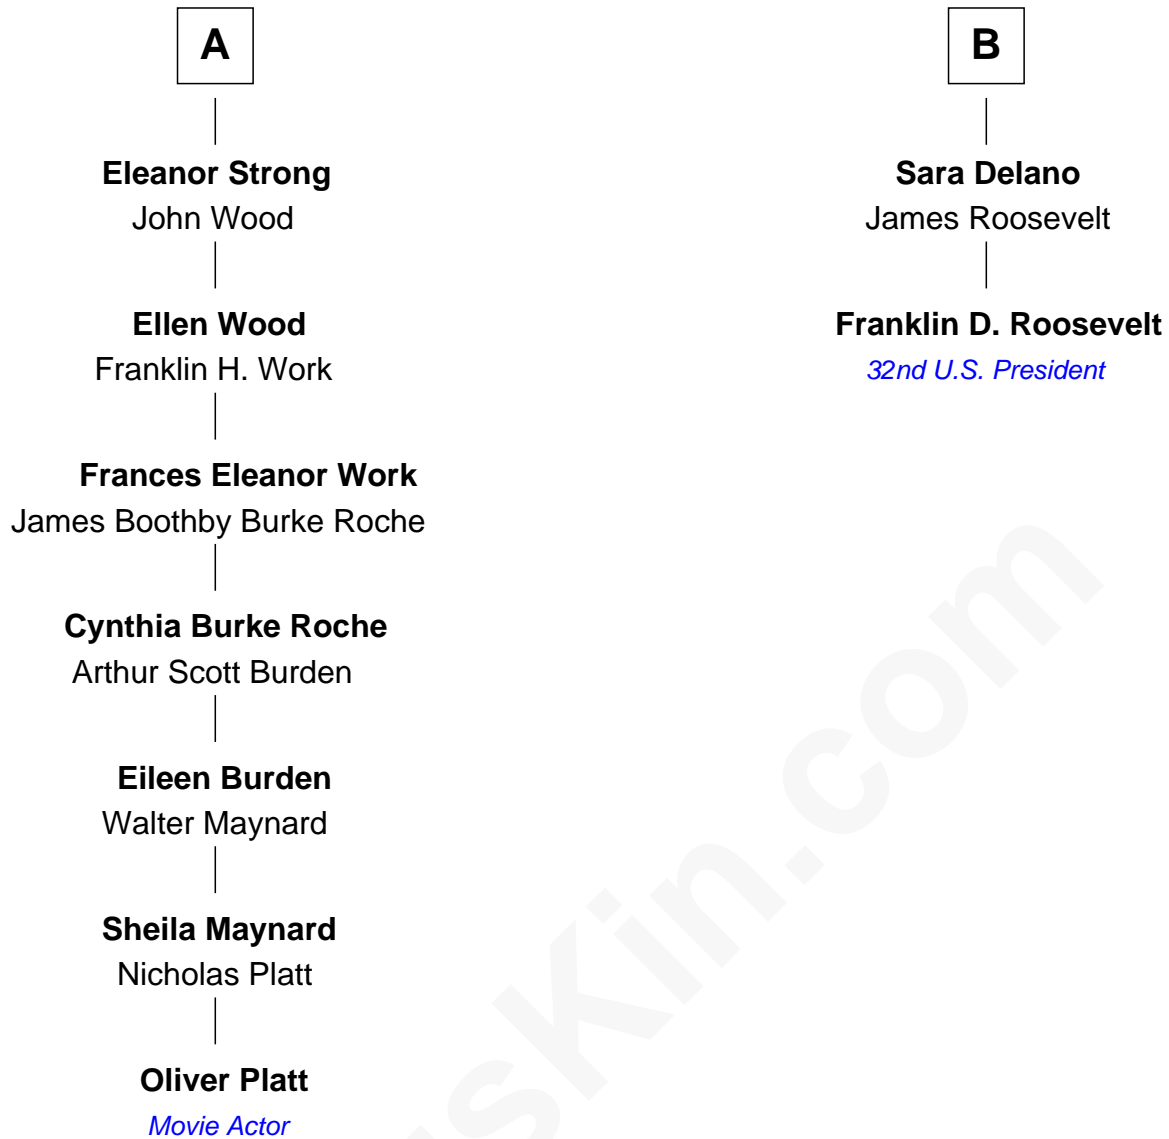 A
Eleanor Strong
John Wood
Ellen Wood
Franklin H. Work
Frances Eleanor Work
James Boothby Burke Roche
Cynthia Burke Roche
Arthur Scott Burden
Eileen Burden
Walter Maynard
Sheila Maynard
Nicholas Platt
Oliver Platt
Movie Actor
B
Sara Delano
James Roosevelt
Franklin D. Roosevelt
32nd U.S. President
sKin.com